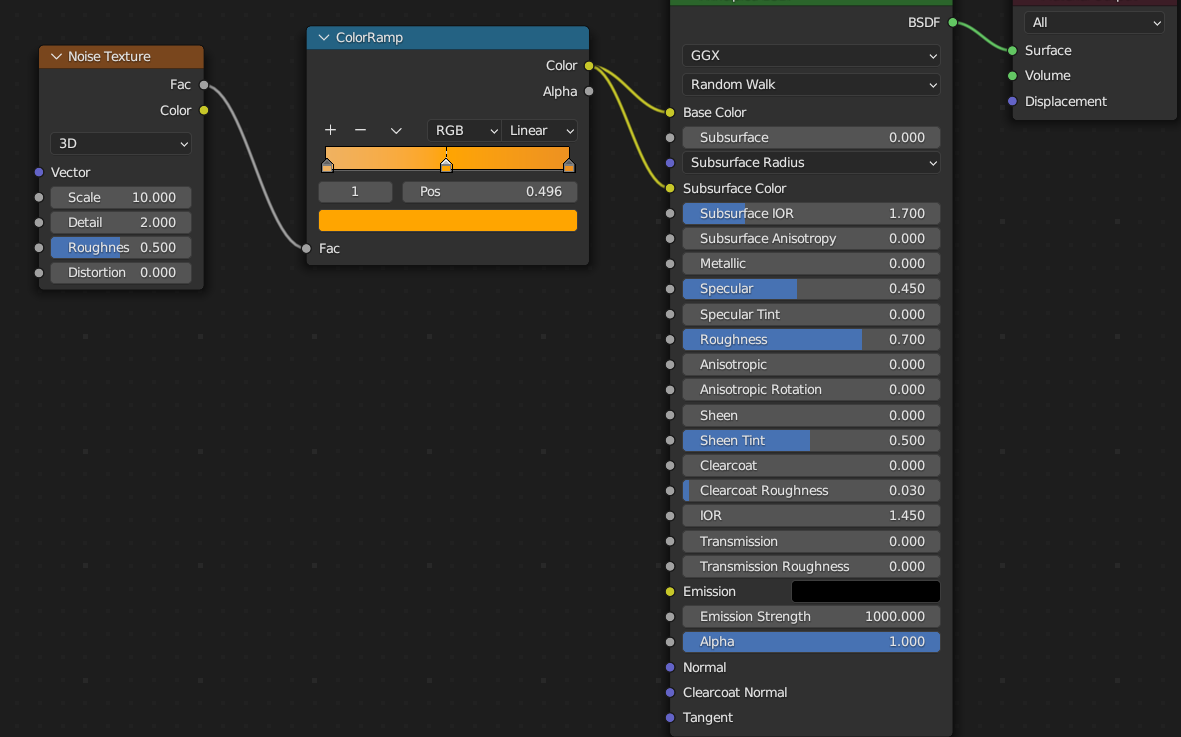 Noise Texture
Fac
Color
3D
Vector
Scale 10.000
Detail 2.000
Roughnes 0.500
Distortion 0.000
ColorRamp
Color
Alpha
RGB Linear
1 Pos 0.496
Fac
BSDF
GGX
Random Walk
Base Color
Subsurface 0.000
Subsurface Radius
Subsurface Color
Subsurface IOR 1.700
Subsurface Anisotropy 0.000
Metallic 0.000
Specular 0.450
Specular Tint 0.000
Roughness 0.700
Anisotropic 0.000
Anisotropic Rotation 0.000
Sheen 0.000
Sheen Tint 0.500
Clearcoat 0.000
Clearcoat Roughness 0.030
IOR 1.450
Transmission 0.000
Transmission Roughness 0.000
Emission
Emission Strength 1000.000
Alpha 1.000
Normal
Clearcoat Normal
Tangent
All
Surface
Volume
Displacement